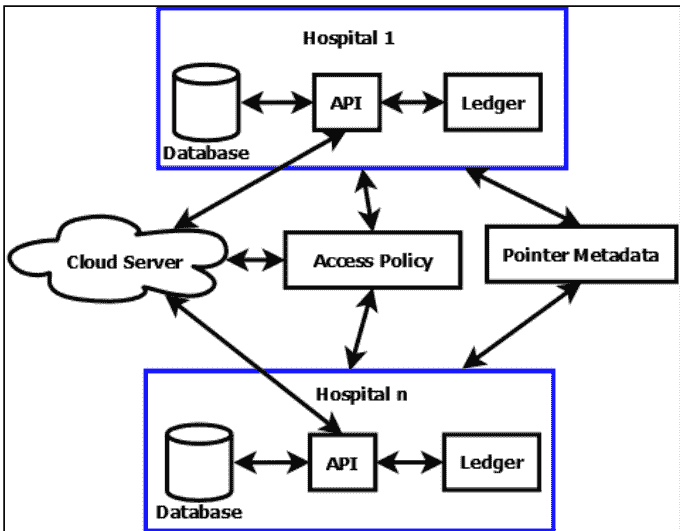 Hospital 1
API
Ledger
Database
Cloud Server
Access Policy
Pointer Metadata
Hospital n
API
Ledger
Database